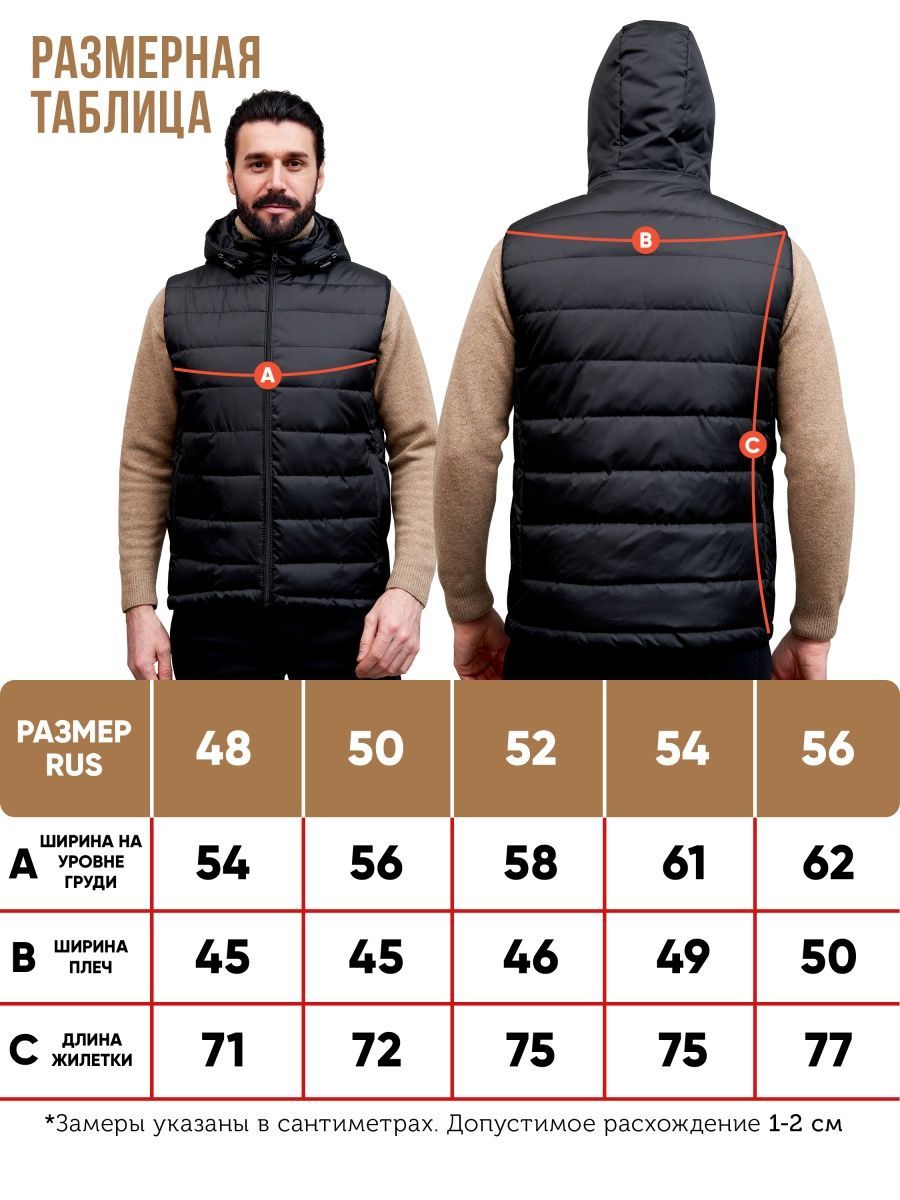 РАЗМЕРНАЯ
ТАБЛИЦА
A
B
C
РАЗМЕР
RUS
48
50
52
54
56
A
ШИРИНА НА
УРОВНЕ
ГРУДИ
54
56
58
61
62
B
ШИРИНА
ПЛЕЧ
45
45
46
49
50
C
ДЛИНА
ЖИЛЕТКИ
71
72
75
75
77
*Замеры указаны в сантиметрах. Допустимое расхождение 1-2 см